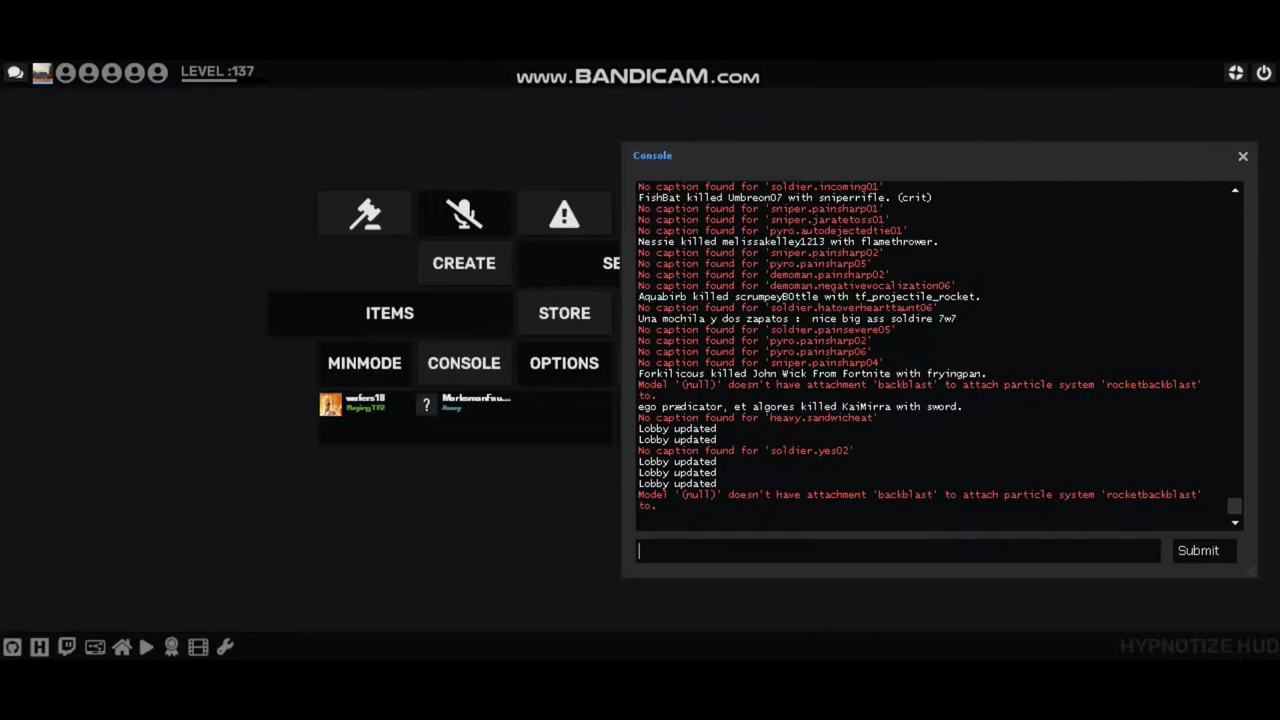 LEVEL :137
www.BANDICAM.com
Console
No caption found for 'soldier.incoming01'
FishBat killed Umbreon07 with sniperrifle. (crit)
No caption found for 'sniper.painsharp01'
No caption found for 'sniper.jaratetoss01'
No caption found for 'pyro.autodejectedtie01'
Nessie killed melissakelley1213 with flamethrower.
No caption found for 'sniper.painsharp02'
No caption found for 'pyro.painsharp05'
No caption found for 'demoman.painsharp02'
No caption found for 'demoman.negativevocalization06'
Aquabirb killed scrumpeyB0ttle with tf_projectile_rocket.
No caption found for 'soldier.hatoverhearttaunt06'
Una mochila y dos zapatos :  nice big ass soldire 7w7
No caption found for 'soldier.painsevere05'
No caption found for 'pyro.painsharp02'
No caption found for 'pyro.painsharp06'
No caption found for 'sniper.painsharp04'
Forkilicous killed John Wick From Fortnite with fryingpan.
Model '(null)' doesn't have attachment 'backblast' to attach particle system 'rocketbackblast'
to.
ego prædicator, et algores killed KaiMirra with sword.
No caption found for 'heavy.sandwicheat'
Lobby updated
Lobby updated
No caption found for 'soldier.yes02'
Lobby updated
Lobby updated
Lobby updated
Model '(null)' doesn't have attachment 'backblast' to attach particle system 'rocketbackblast'
to.
Submit
CREATE
SE
ITEMS
STORE
MINMODE
CONSOLE
OPTIONS
wafers18
Playing TF2
?
Away
HYPNOTIZE HUD